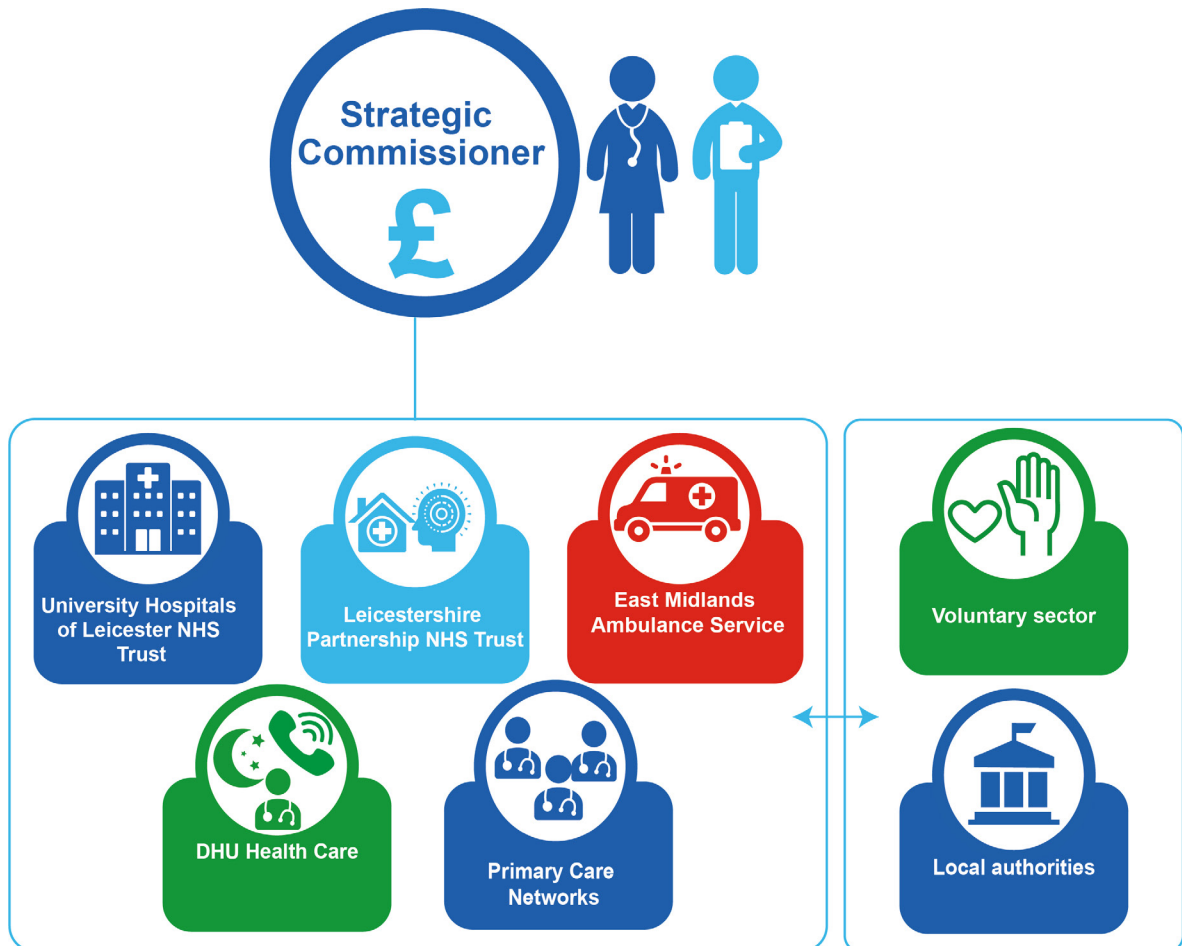 Strategic
Commissioner
£
University Hospitals
of Leicester NHS
Trust
Leicestershire
Partnership NHS Trust
East Midlands
Ambulance Service
Voluntary sector
DHU Health Care
Primary Care
Networks
Local authorities